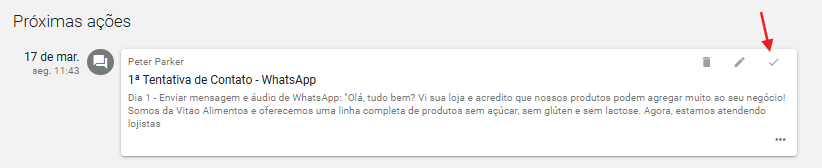 Próximas ações
17 de mar.
seg. 11:43
Peter Parker
1ª Tentativa de Contato - WhatsApp
Dia 1 - Enviar mensagem e áudio de WhatsApp: "Olá, tudo bem? Vi sua loja e acredito que nossos produtos podem agregar muito ao seu negócio!
Somos da Vitao Alimentos e oferecemos uma linha completa de produtos sem açúcar, sem glúten e sem lactose. Agora, estamos atendendo
lojistas